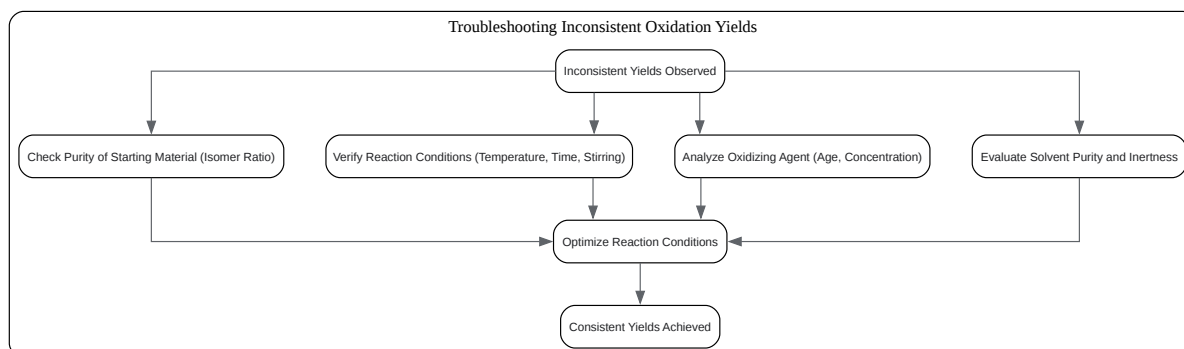 Troubleshooting Inconsistent Oxidation Yields
Inconsistent Yields Observed
Check Purity of Starting Material (Isomer Ratio)
Verify Reaction Conditions (Temperature, Time, Stirring)
Analyze Oxidizing Agent (Age, Concentration)
Evaluate Solvent Purity and Inertness
Optimize Reaction Conditions
Consistent Yields Achieved